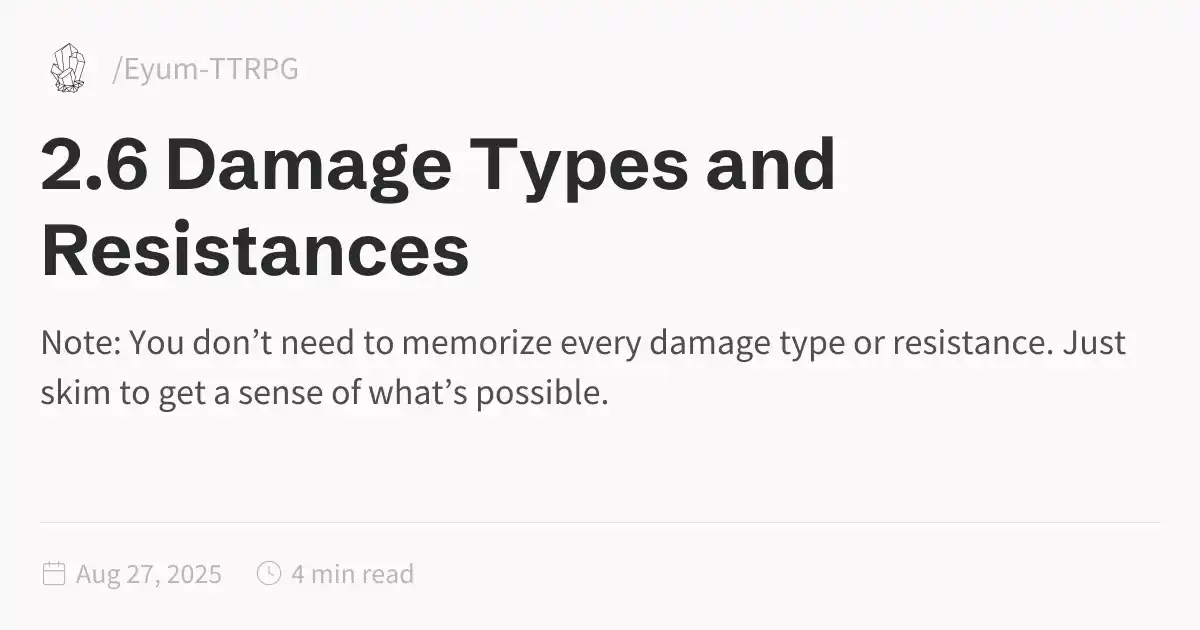 /Eyum-TTRPG
2.6 Damage Types and
Resistances
Note: You don’t need to memorize every damage type or resistance. Just
skim to get a sense of what’s possible.
Aug 27, 2025 4 min read